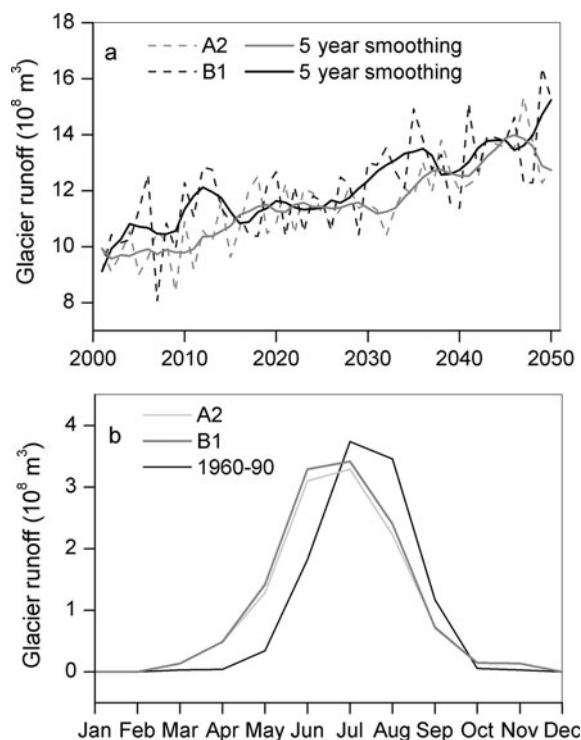 18
16
14
12
10
8
Glacier runoff (10⁸ m³)
a
A2 5 year smoothing
B1 5 year smoothing
2000 2010 2020 2030 2040 2050
4
3
2
1
0
Glacier runoff (10⁸ m³)
b
A2
B1
1960-90
Jan Feb Mar Apr May Jun Jul Aug Sep Oct Nov Dec